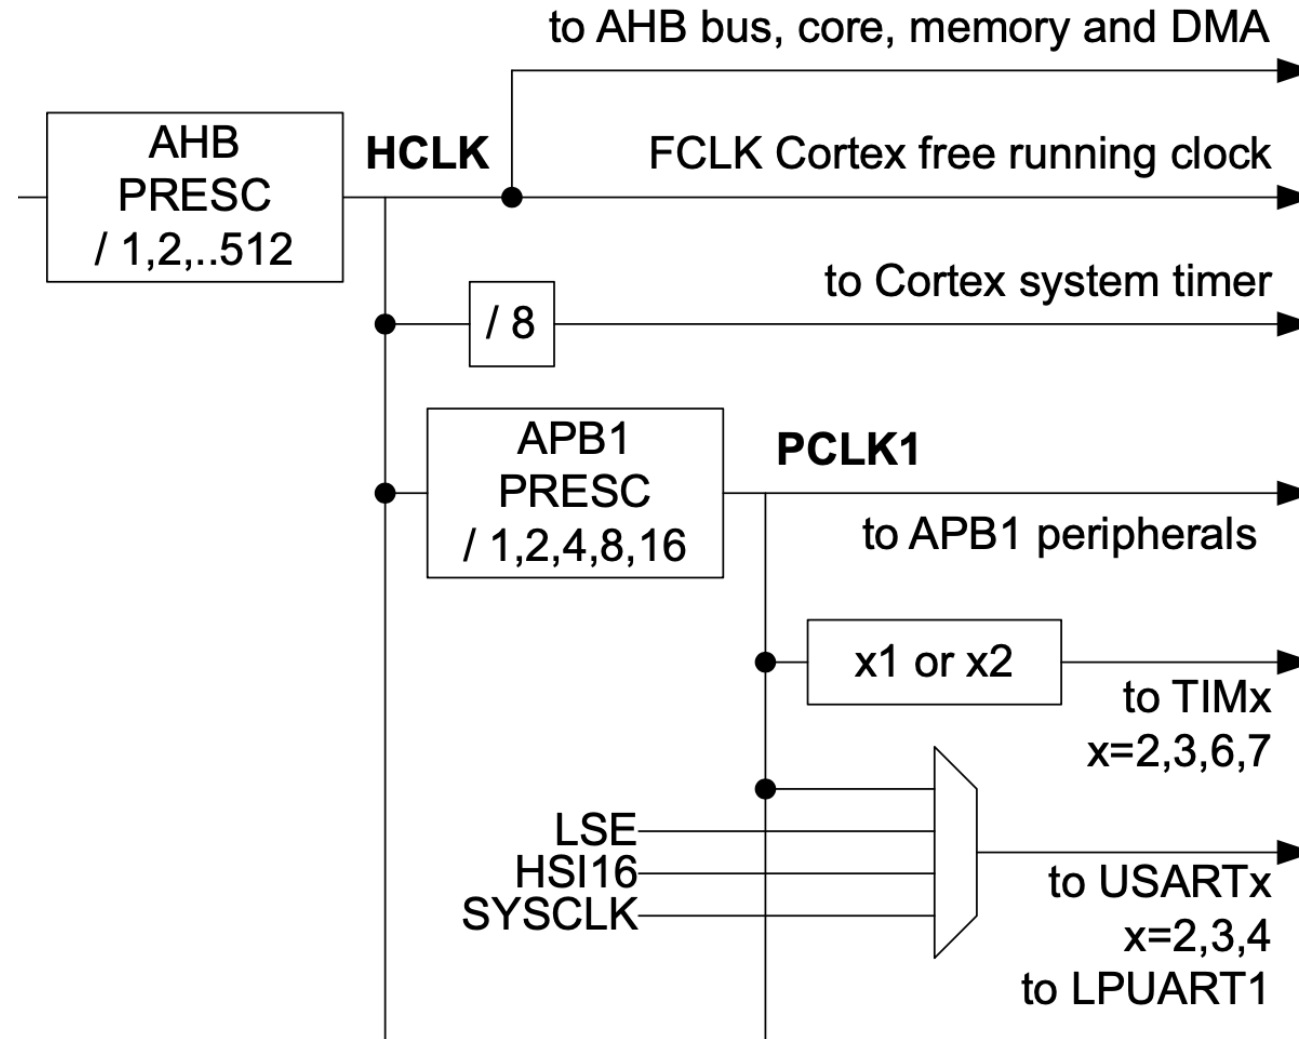 to AHB bus, core, memory and DMA
AHB
PRESC
/ 1,2,..512
HCLK
FCLK Cortex free running clock
to Cortex system timer
/ 8
APB1
PRESC
/ 1,2,4,8,16
PCLK1
to APB1 peripherals
x1 or x2
to TIMx
x=2,3,6,7
LSE
HSI16
SYSCLK
to USARTx
x=2,3,4
to LPUART1